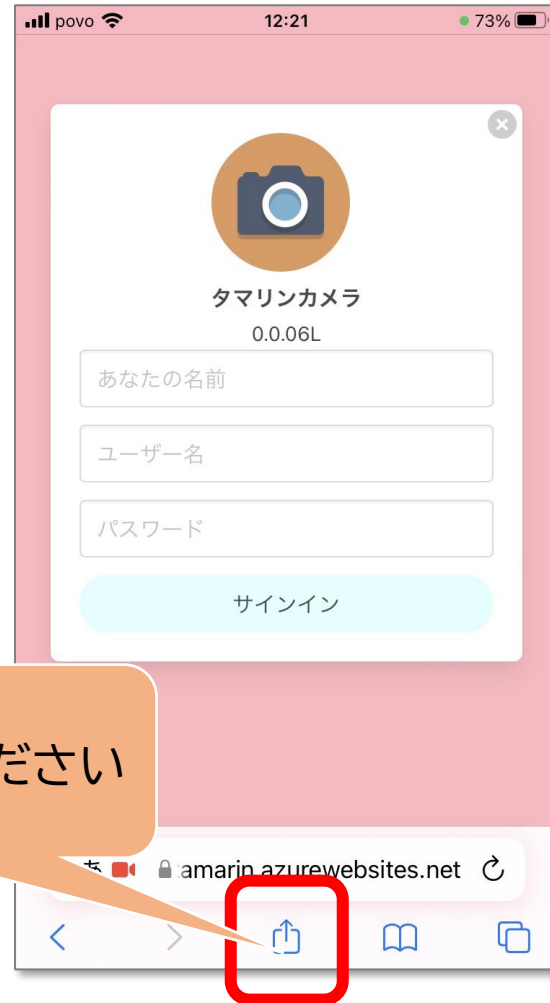 povo 12:21 73%
タマリンカメラ
0.0.06L
あなたの名前
ユーザー名
パスワード
サインイン
ださい
amarin.azurewebsites.net